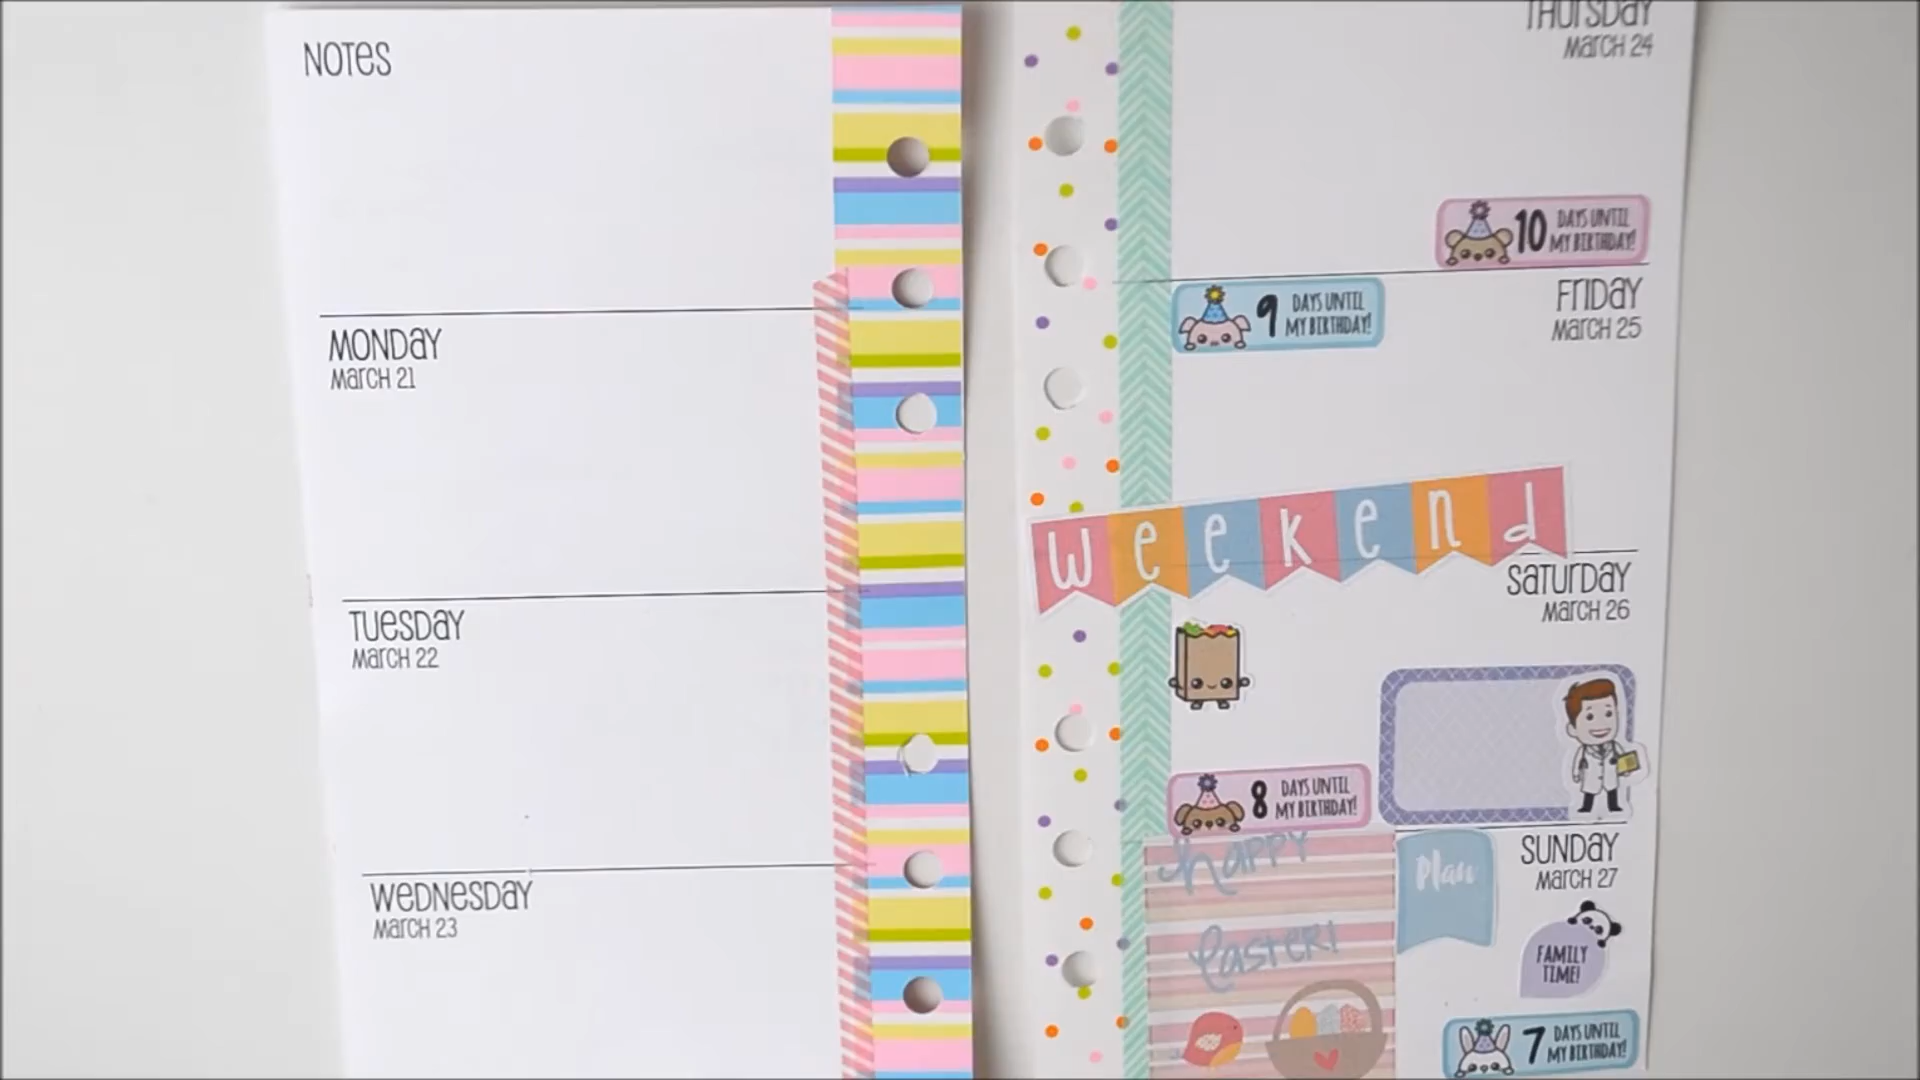 NOTES
MONDAY
March 21
TUESDAY
March 22
WEDNESDAY
March 23
THURSDAY
March 24
10 DAYS UNTIL
MY BIRTHDAY!
FRIDAY
March 25
9 DAYS UNTIL
MY BIRTHDAY!
weekend
SATURDAY
March 26
8 DAYS UNTIL
MY BIRTHDAY!
SUNDAY
March 27
happy
Easter!
Plan
FAMILY
TIME!
7 DAYS UNTIL
MY BIRTHDAY!